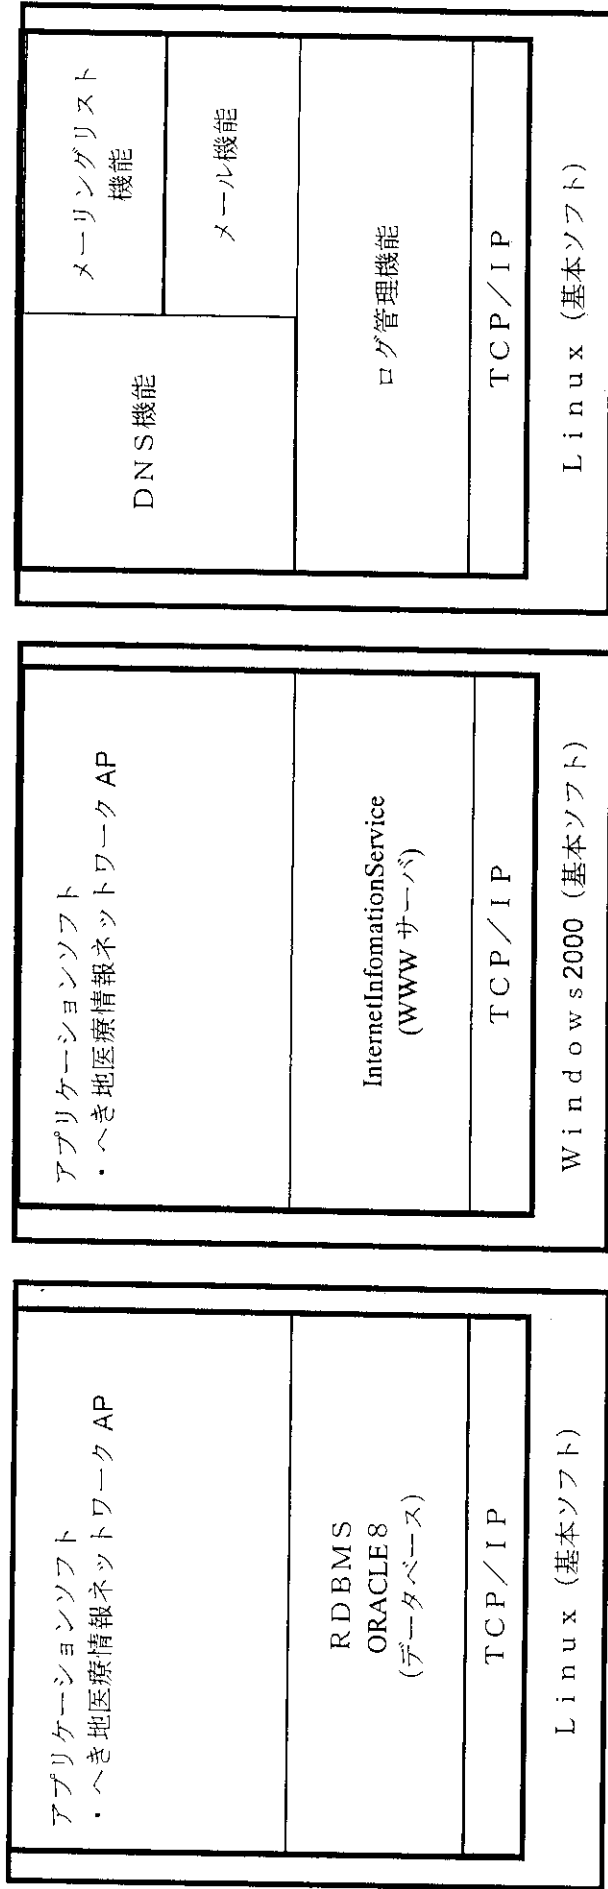 アプリケーションソフト
・へき地医療情報ネットワークAP
RDBMS
ORACLE8
(データベース)
TCP/IP
Linux (基本ソフト)
アプリケーションソフト
・へき地医療情報ネットワークAP
InternetInfomationService
(WWW サーバ)
TCP/IP
Windows2000 (基本ソフト)
DNS機能
メーリングリスト
機能
メール機能
ログ管理機能
TCP/IP
Linux (基本ソフト)